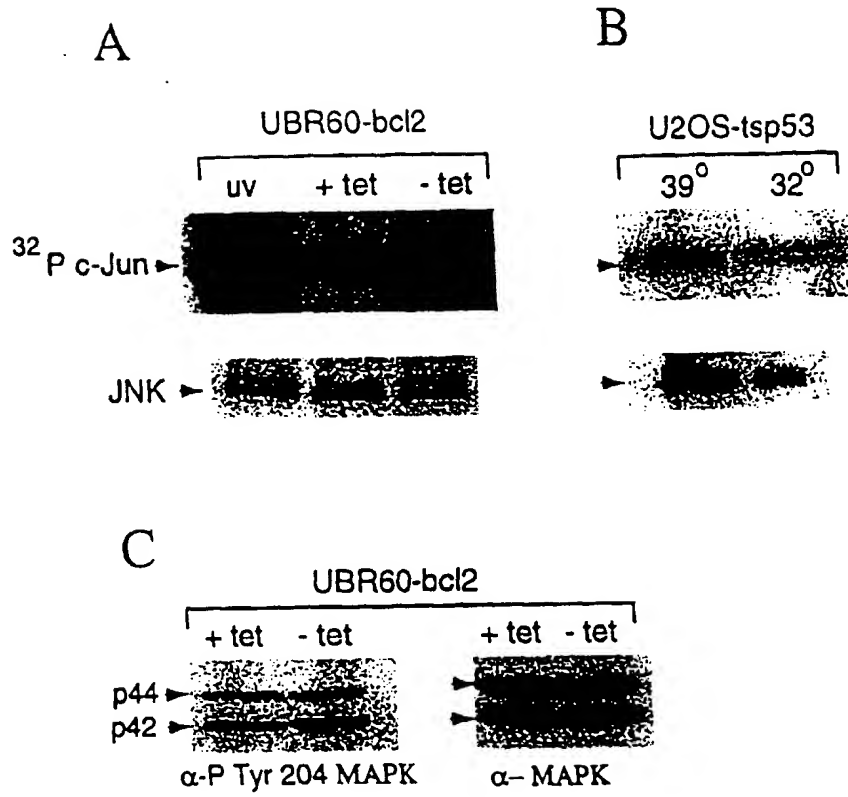 A
UBR60-bcl2
uv + tet - tet
32 P c-Jun
JNK
B
U2OS-tsp53
39° 32°
C
UBR60-bcl2
+ tet - tet + tet - tet
p44
p42
α-P Tyr 204 MAPK α- MAPK